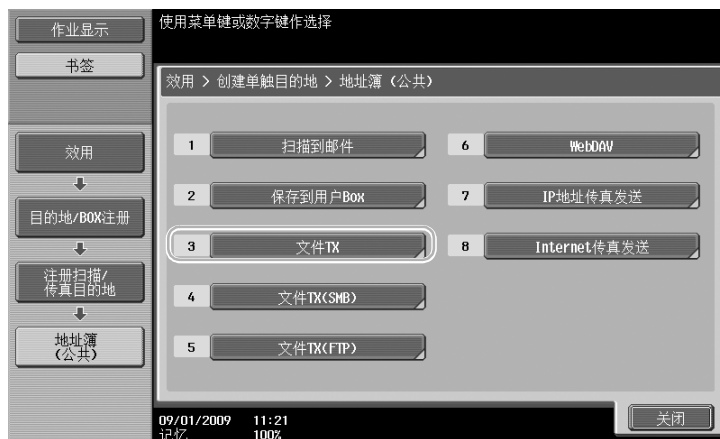 作业显示
书签
使用菜单键或数字键作选择
效用 > 创建单触目的地 > 地址薄 (公共)
效用
目的地/BOX注册
注册扫描/
传真目的地
地址薄
(公共)
1 扫描到邮件
2 保存到用户Box
3 文件TX
4 文件TX(SMB)
5 文件TX(FTP)
6 WebDAV
7 IP地址传真发送
8 Internet传真发送
09/01/2009 11:21
记忆 100%
关闭